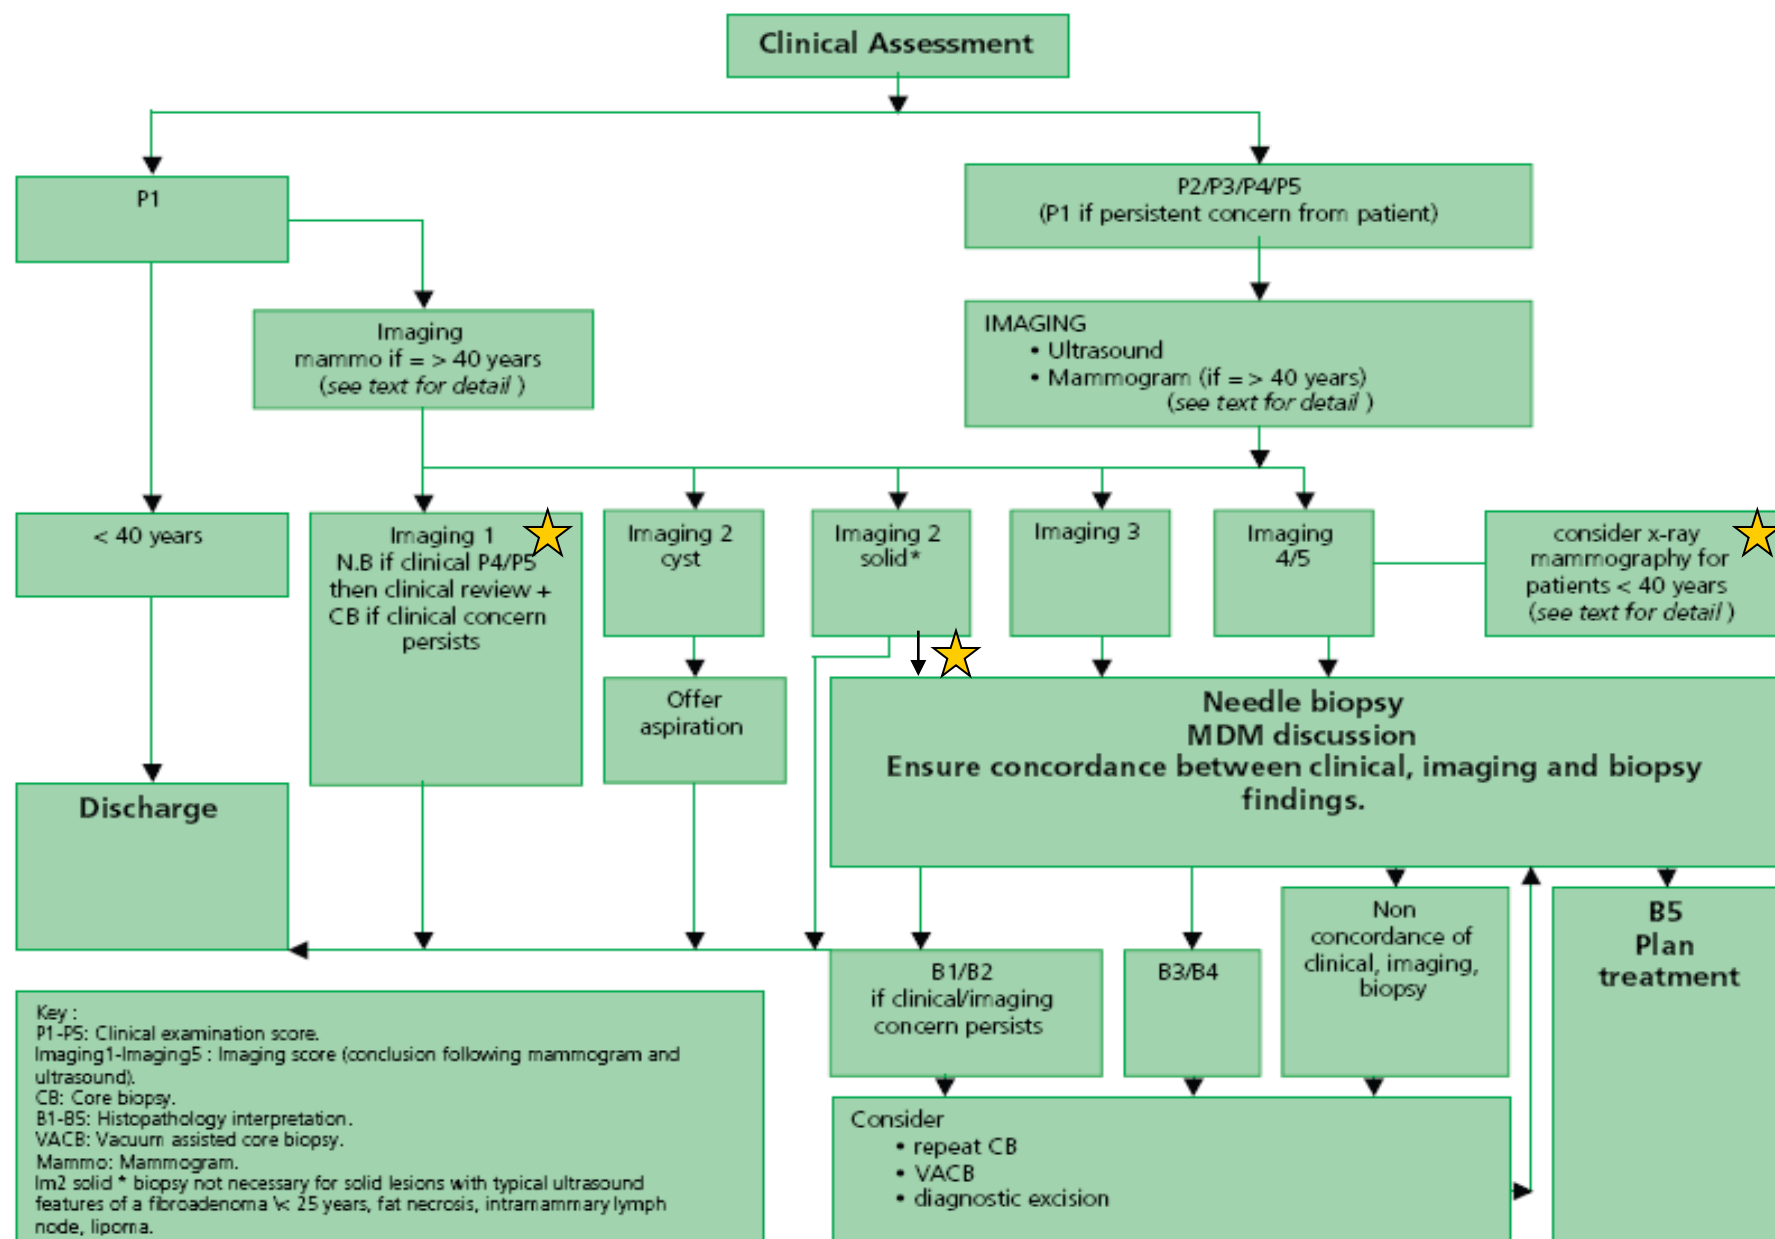 Clinical Assessment
P1
P2/P3/P4/P5
(P1 if persistent concern from patient)
Imaging
mammo if = > 40 years
(see text for detail )
IMAGING
• Ultrasound
• Mammogram (if = > 40 years)
(see text for detail )
< 40 years
Imaging 1
N.B if clinical P4/P5
then clinical review +
CB if clinical concern
persists
Imaging 2
cyst
Imaging 2
solid*
Imaging 3
Imaging
4/5
consider x-ray
mammography for
patients < 40 years
(see text for detail )
Offer
aspiration
Needle biopsy
MDM discussion
Ensure concordance between clinical, imaging and biopsy
findings.
Discharge
B1/B2
if clinical/imaging
concern persists
B3/B4
Non
concordance of
clinical, imaging,
biopsy
B5
Plan
treatment
Consider
• repeat CB
• VACB
• diagnostic excision
Key :
P1-P5: Clinical examination score.
Imaging1-Imaging5 : Imaging score (conclusion following mammogram and
ultrasound).
CB: Core biopsy.
B1-B5: Histopathology interpretation.
VACB: Vacuum assisted core biopsy.
Mammo: Mammogram.
Im2 solid * biopsy not necessary for solid lesions with typical ultrasound
features of a fibroadenoma \< 25 years, fat necrosis, intramammary lymph
node, lipoma.